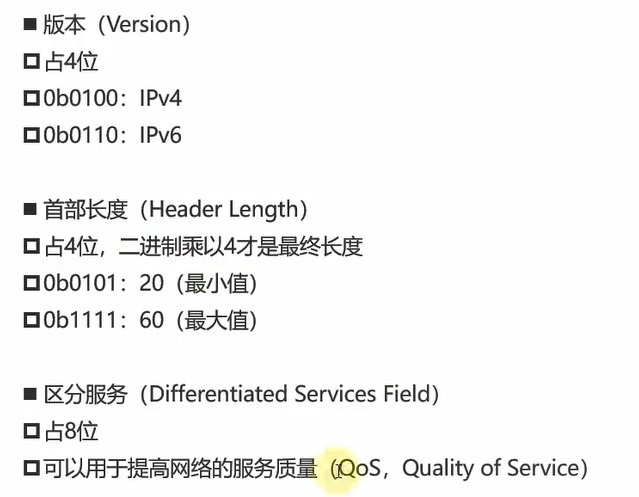 ■ 版本（Version）
□ 占4位
□ 0b0100：IPv4
□ 0b0110：IPv6
■ 首部长度（Header Length）
□ 占4位，二进制乘以4才是最终长度
□ 0b0101：20（最小值）
□ 0b1111：60（最大值）
■ 区分服务（Differentiated Services Field）
□ 占8位
□ 可以用于提高网络的服务质量（QoS，Quality of Service）